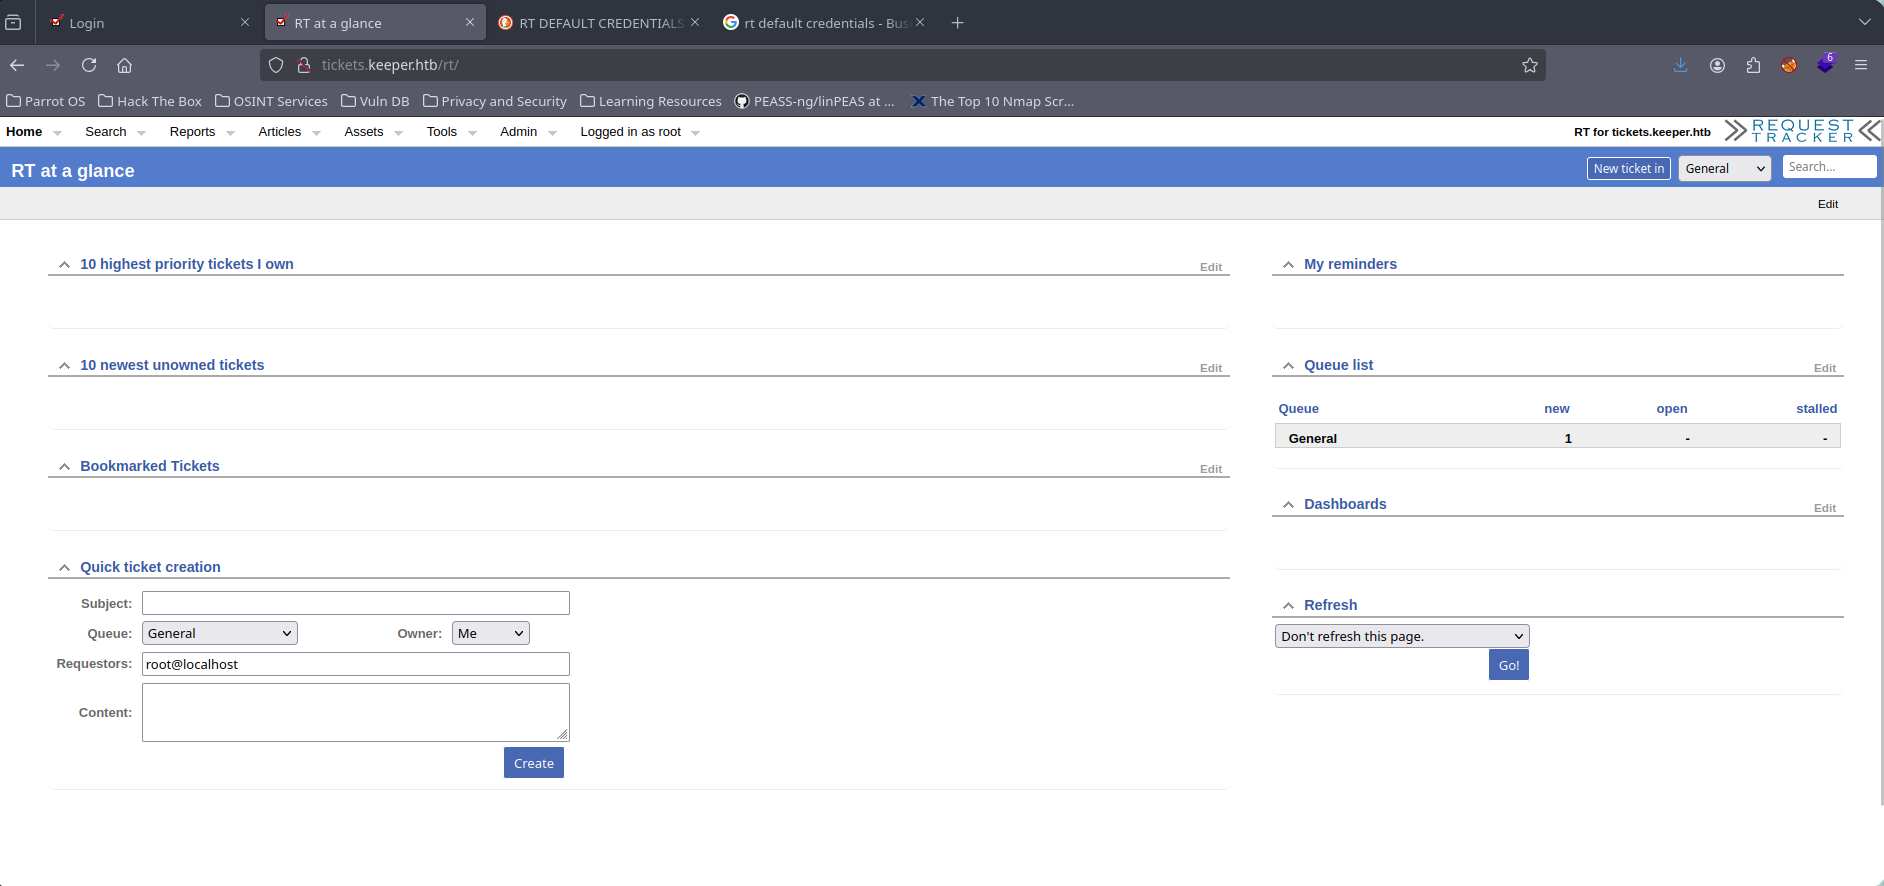 Login
RT at a glance
RT DEFAULT CREDENTIALS
rt default credentials - Bus
tickets.keeper.htb/rt/
6
Parrot OS Hack The Box OSINT Services Vuln DB Privacy and Security Learning Resources PEASS-ng/linPEAS at ... The Top 10 Nmap Scr...
Home Search Reports Articles Assets Tools Admin Logged in as root RT for tickets.keeper.htb REQUEST TRACKER
RT at a glance New ticket in General Search...
Edit
10 highest priority tickets I own Edit
My reminders
10 newest unowned tickets Edit
Queue list Edit
Queue new open stalled
General 1 - -
Bookmarked Tickets Edit
Dashboards Edit
Quick ticket creation
Subject:
Queue: General Owner: Me
Requestors: root@localhost
Content:
Create
Refresh
Don't refresh this page.
Go!